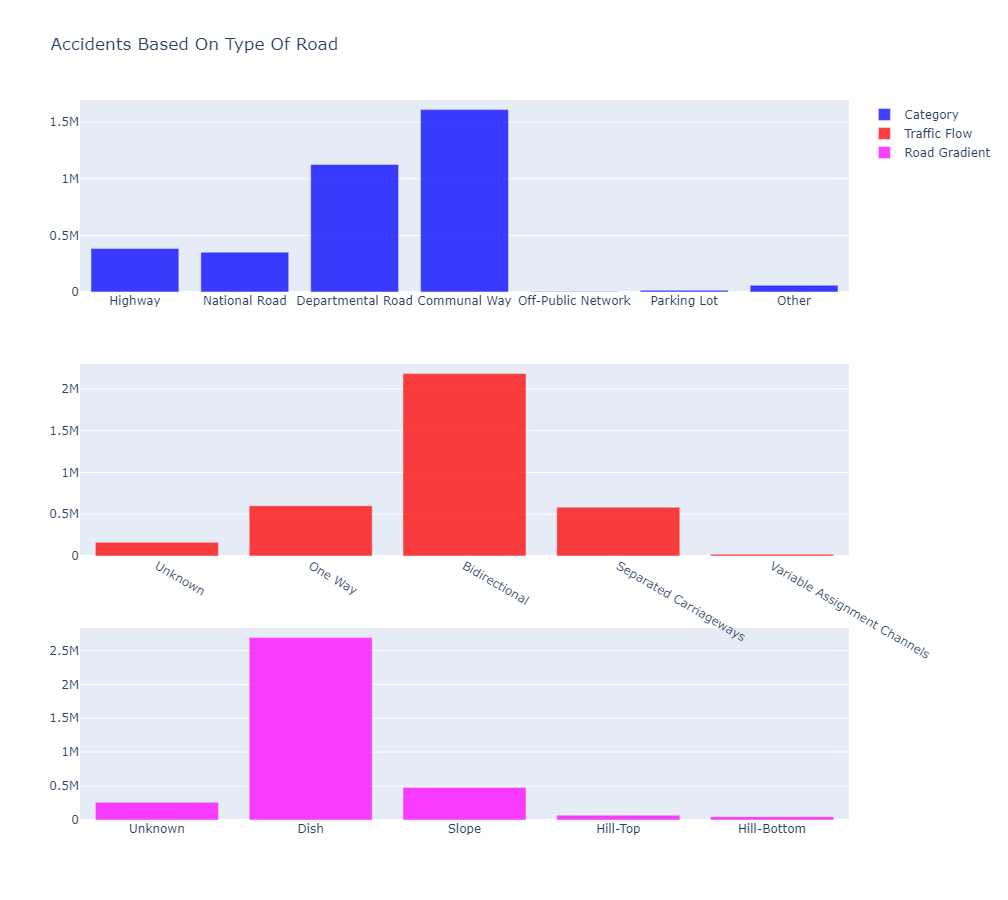 Accidents Based On Type Of Road
Category
Traffic Flow
Road Gradient
1.5M
1M
0.5M
0
Highway National Road Departmental Road Communal Way Off-Public Network Parking Lot Other
2M
1.5M
1M
0.5M
0
Unknown One Way Bidirectional Separated Carriageways Variable Assignment Channels
2.5M
2M
1.5M
1M
0.5M
0
Unknown Dish Slope Hill-Top Hill-Bottom